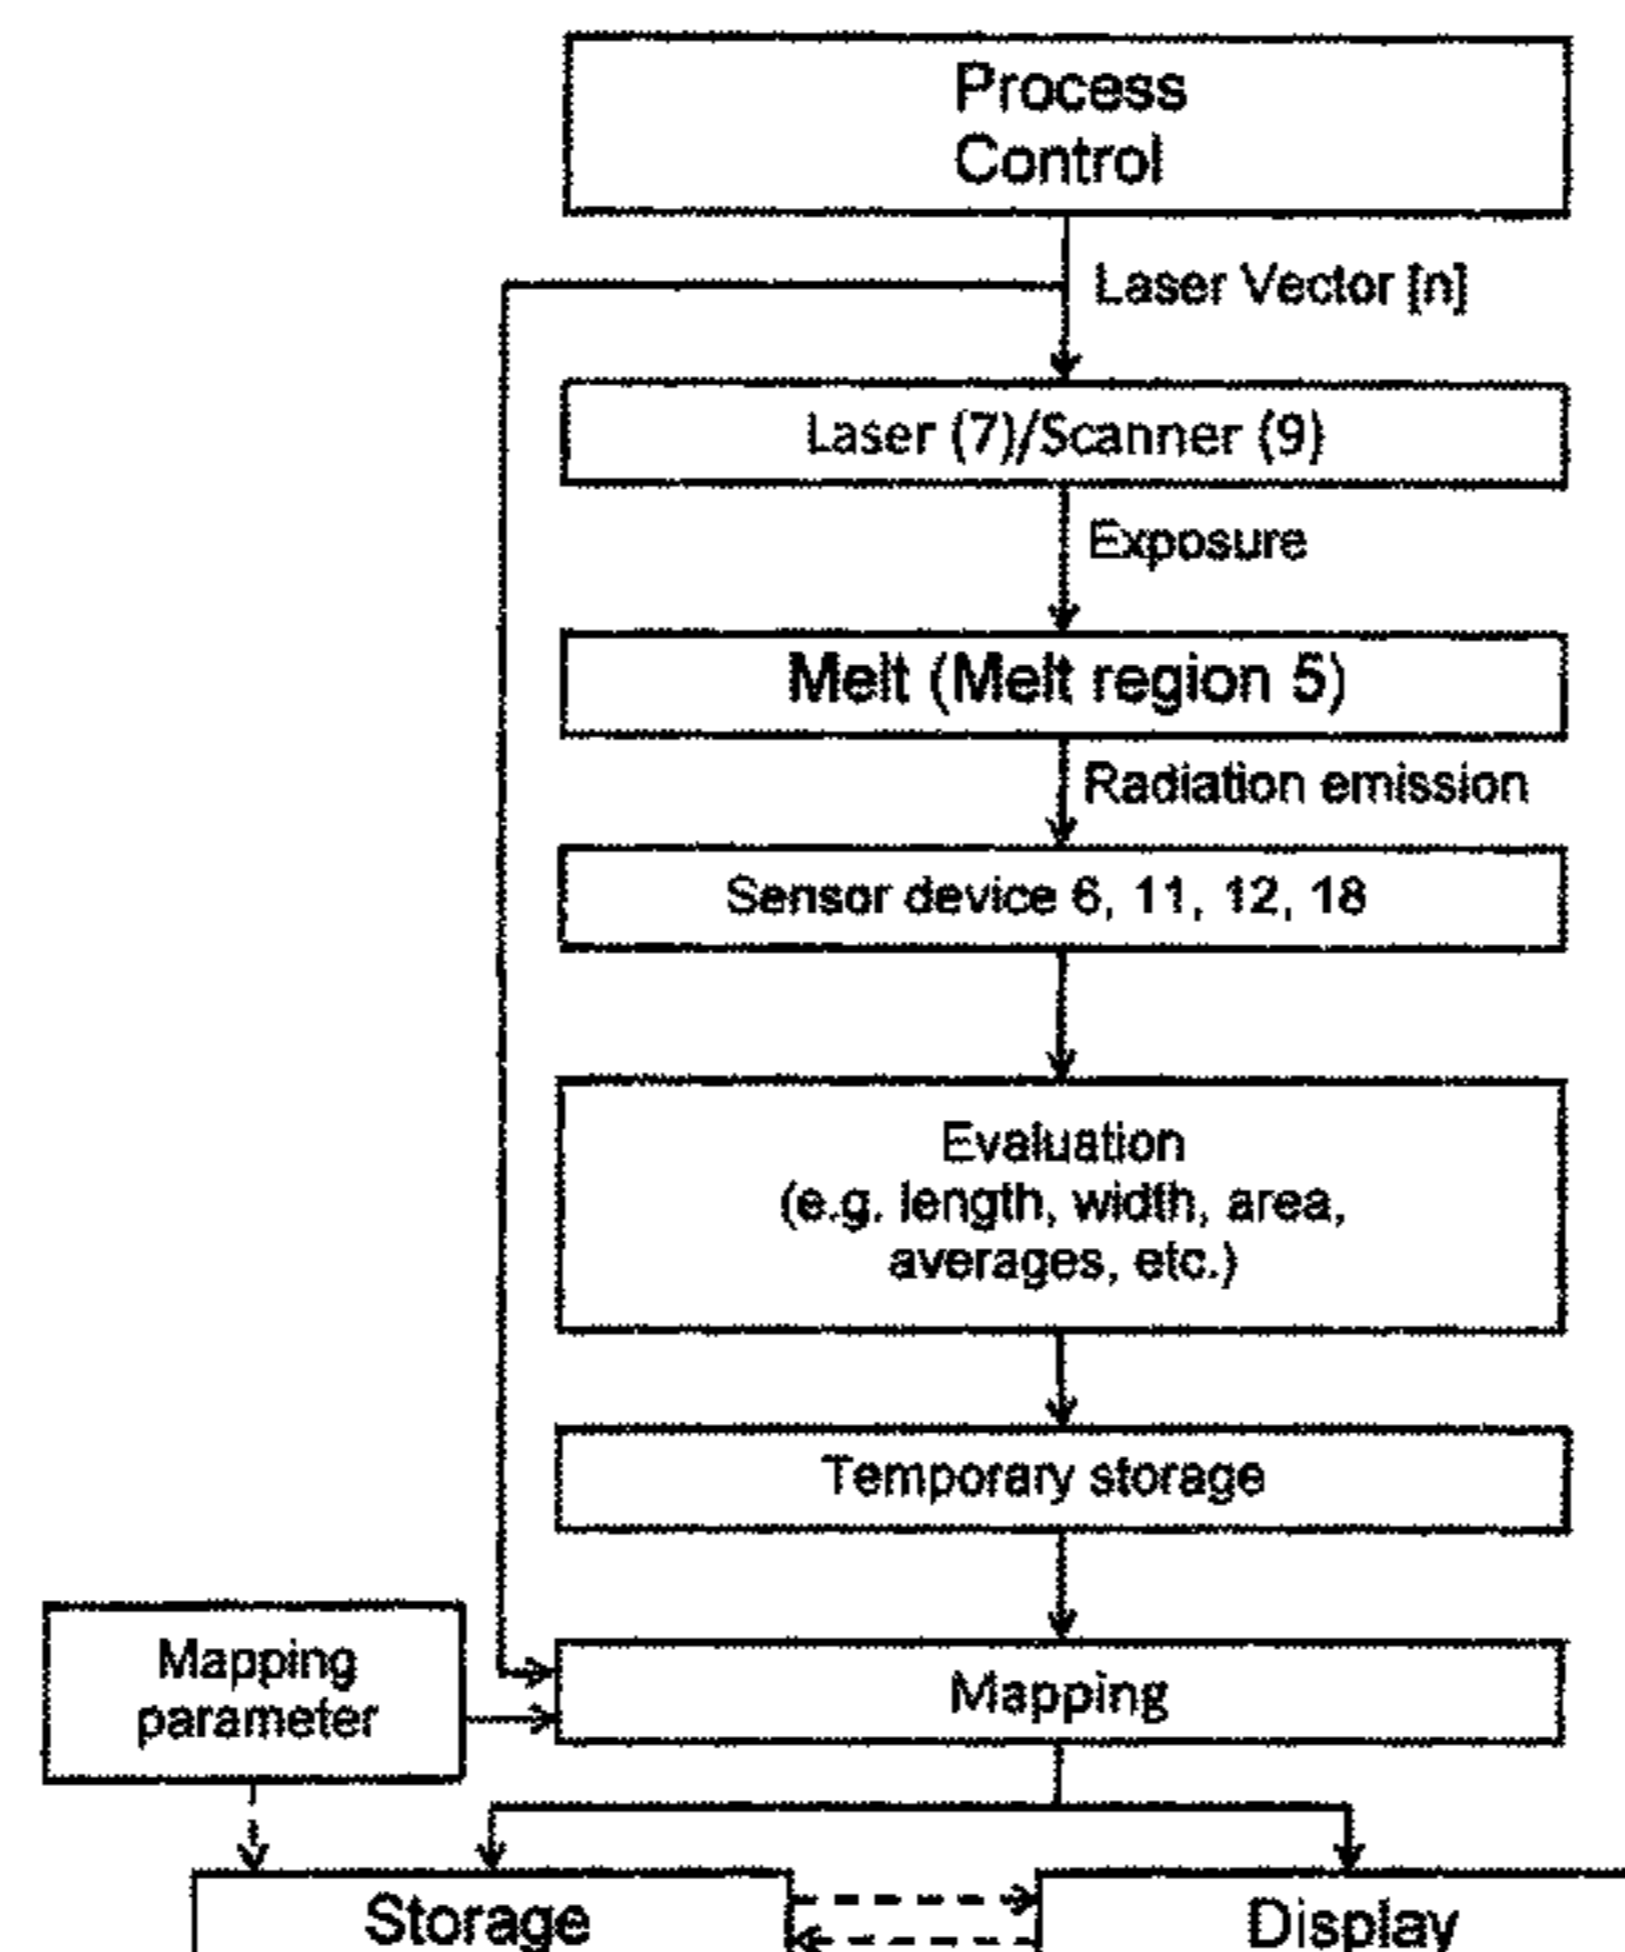 Process
Control
Laser Vector [n]
Laser (7)/Scanner (9)
Exposure
Melt (Melt region 5)
Radiation emission
Sensor device 6, 11, 12, 18
Evaluation
(e.g. length, width, area,
averages, etc.)
Temporary storage
Mapping
parameter
Mapping
Storage
Display